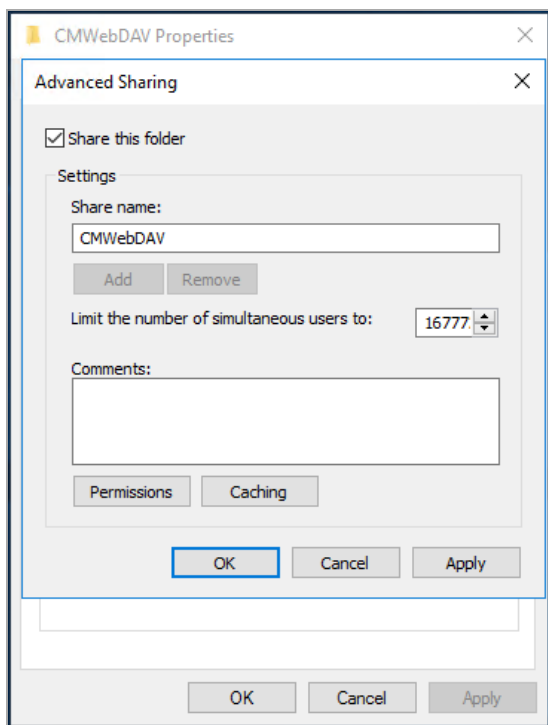 CMWebDAV Properties
Advanced Sharing
Share this folder
Settings
Share name:
CMWebDAV
Add Remove
Limit the number of simultaneous users to: 16777
Comments:
Permissions Caching
OK Cancel Apply
OK Cancel Apply